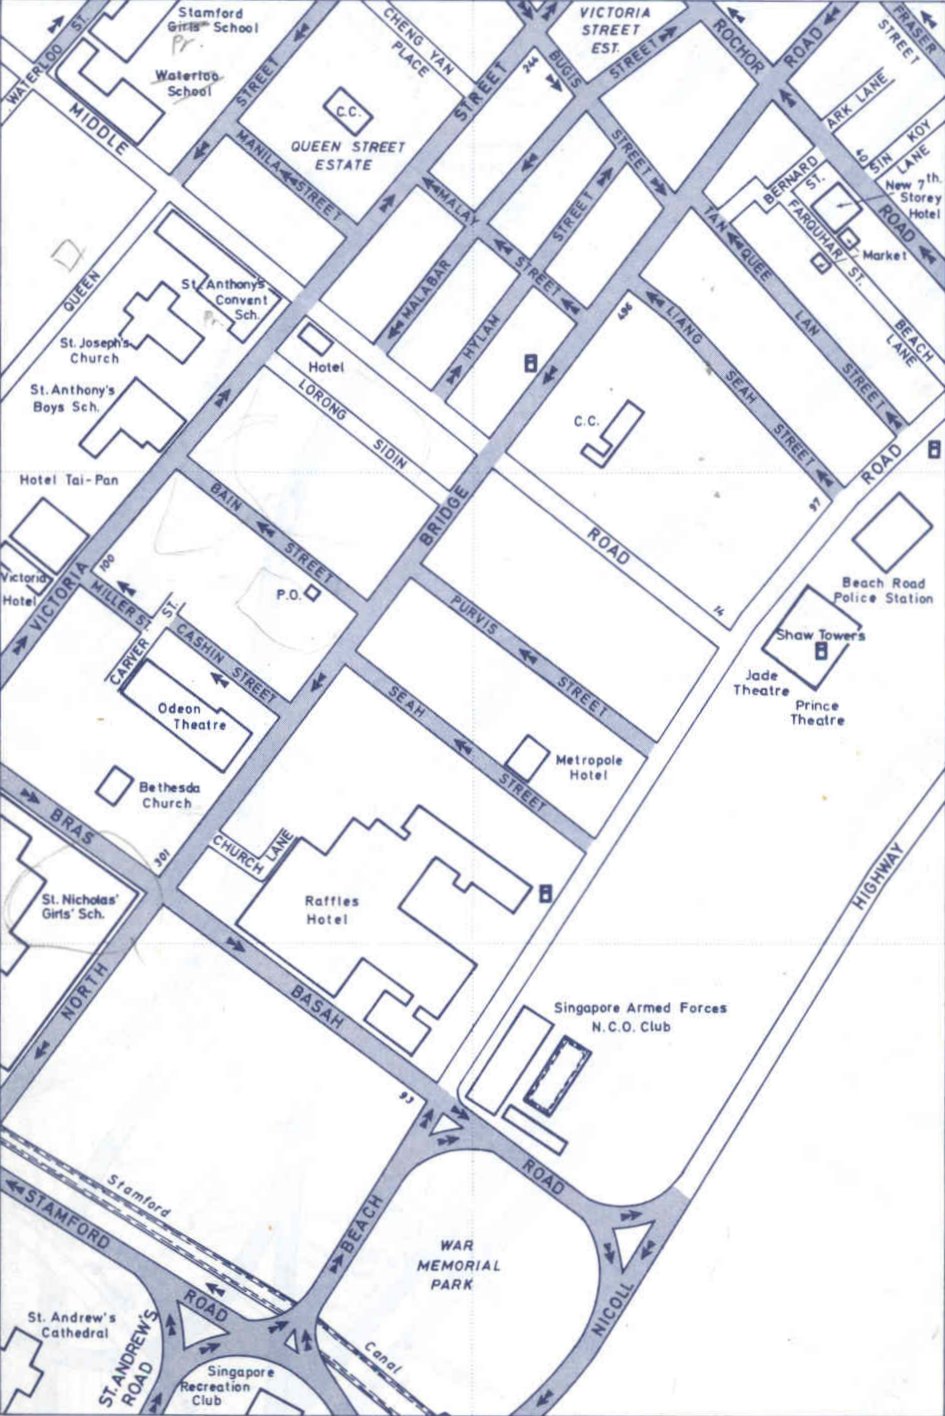 Stamford
Girls' School
Pr.
Waterloo
School
WATERLOO ST.
MIDDLE
STREET
CHENG YAN
PLACE
C.C.
QUEEN STREET
ESTATE
MANILA STREET
STREET
244
BUGIS
STREET
VICTORIA
STREET
EST.
STREET
ROCHOR
ROAD
ROAD
FRASER
STREET
ARK LANE
SIN KOY
LANE
40
BERNARD
ST.
New 7th.
Storey
Hotel
FARQUHAR ST.
Market
BEACH
LANE
TAN QUEE LAN STREET
MALAY
STREET
MALABAR
HYLAM
STREET
QUEEN
St. Anthony's
Convent
Sch.
Pr.
St. Joseph's
Church
St. Anthony's
Boys Sch.
Hotel
LORONG
SIDIN
496
LIANG
SEAH
STREET
C.C.
ROAD
97
Hotel Tai-Pan
BAIN
STREET
BRIDGE
ROAD
14
Victoria
Hotel
VICTORIA
100
MILLER ST.
CARVER ST.
CASHIN STREET
P.O.
PURVIS
STREET
SEAH
STREET
Beach Road
Police Station
Shaw Towers
Jade
Theatre
Prince
Theatre
Odeon
Theatre
Metropole
Hotel
Bethesda
Church
BRAS
301
CHURCH
LANE
St. Nicholas'
Girls' Sch.
Raffles
Hotel
HIGHWAY
NORTH
BASAH
Singapore Armed Forces
N.C.O. Club
93
ROAD
Stamford
STAMFORD
ROAD
BEACH
WAR
MEMORIAL
PARK
NICOLL
St. Andrew's
Cathedral
ST. ANDREW'S
ROAD
Singapore
Recreation
Club
Canal